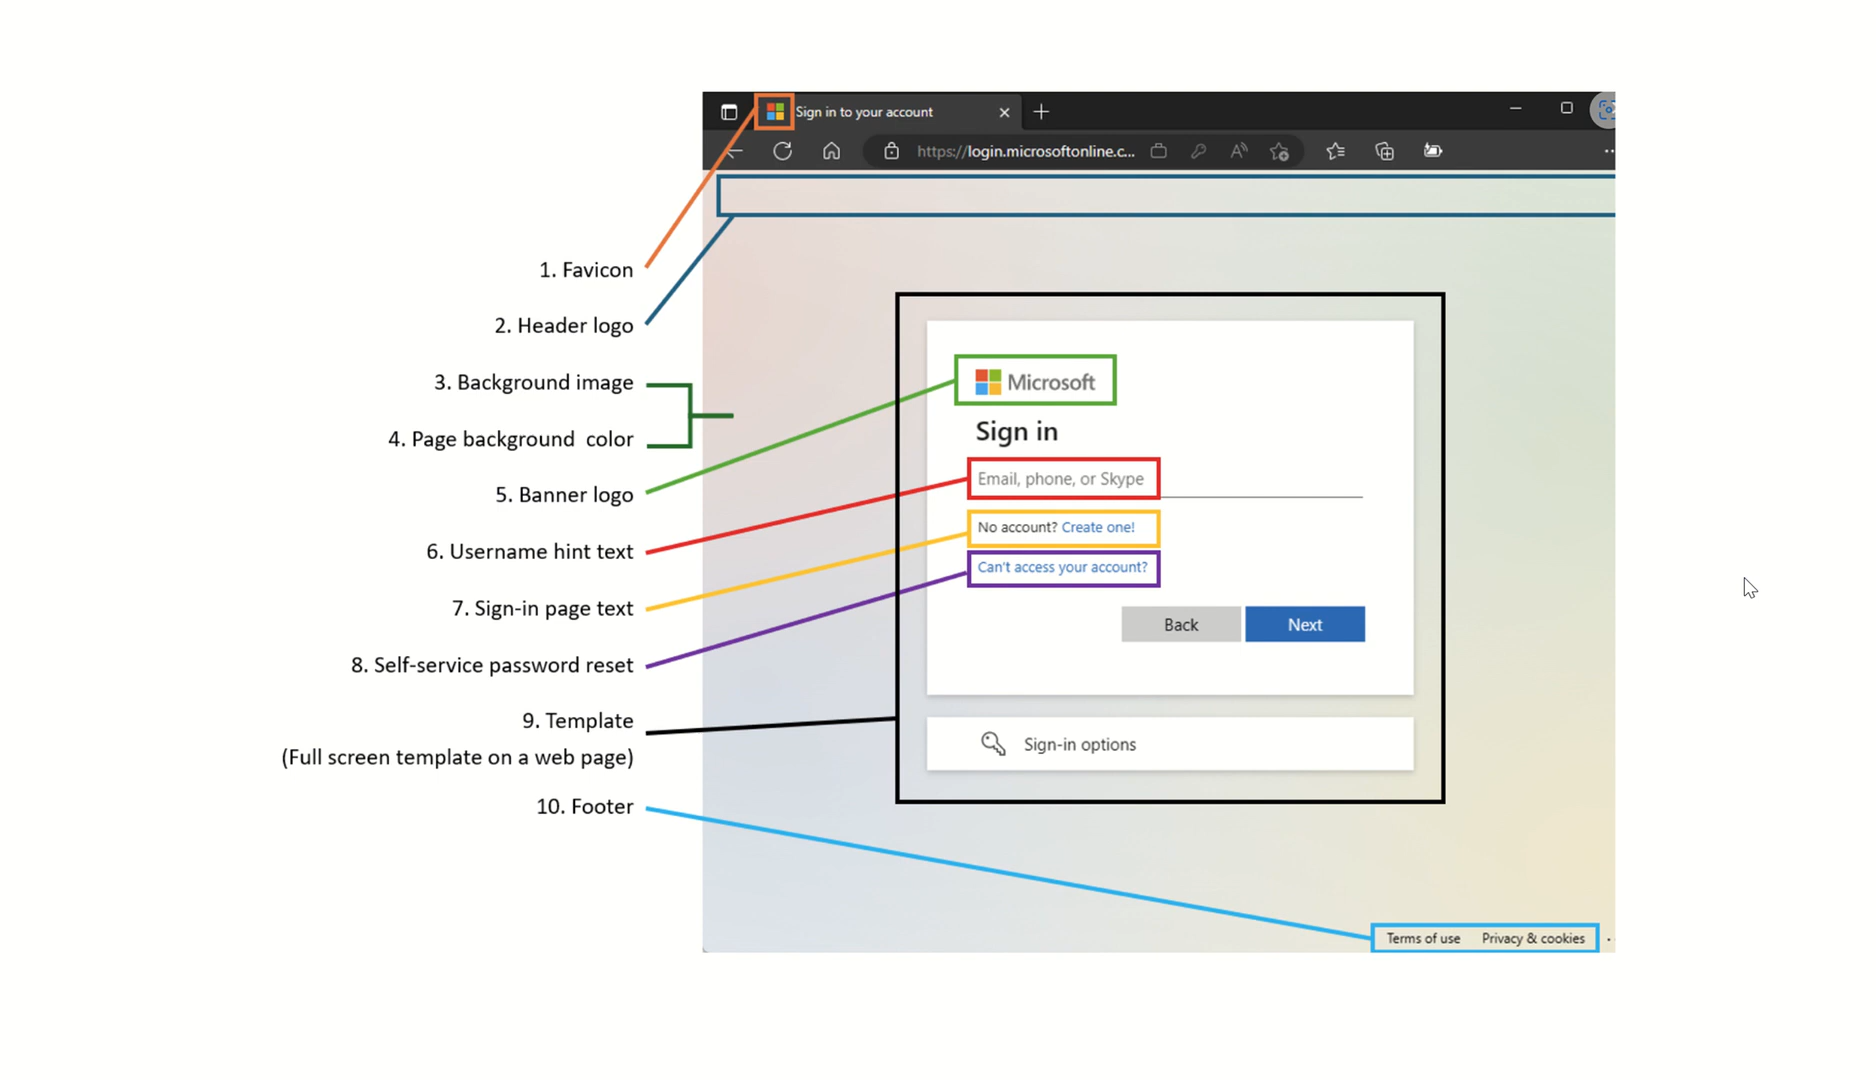 Sign in to your account
https://login.microsoftonline.c...
1. Favicon
2. Header logo
3. Background image
4. Page background color
5. Banner logo
6. Username hint text
7. Sign-in page text
8. Self-service password reset
9. Template
(Full screen template on a web page)
10. Footer
Microsoft
Sign in
Email, phone, or Skype
No account? Create one!
Can't access your account?
Back
Next
Sign-in options
Terms of use
Privacy & cookies